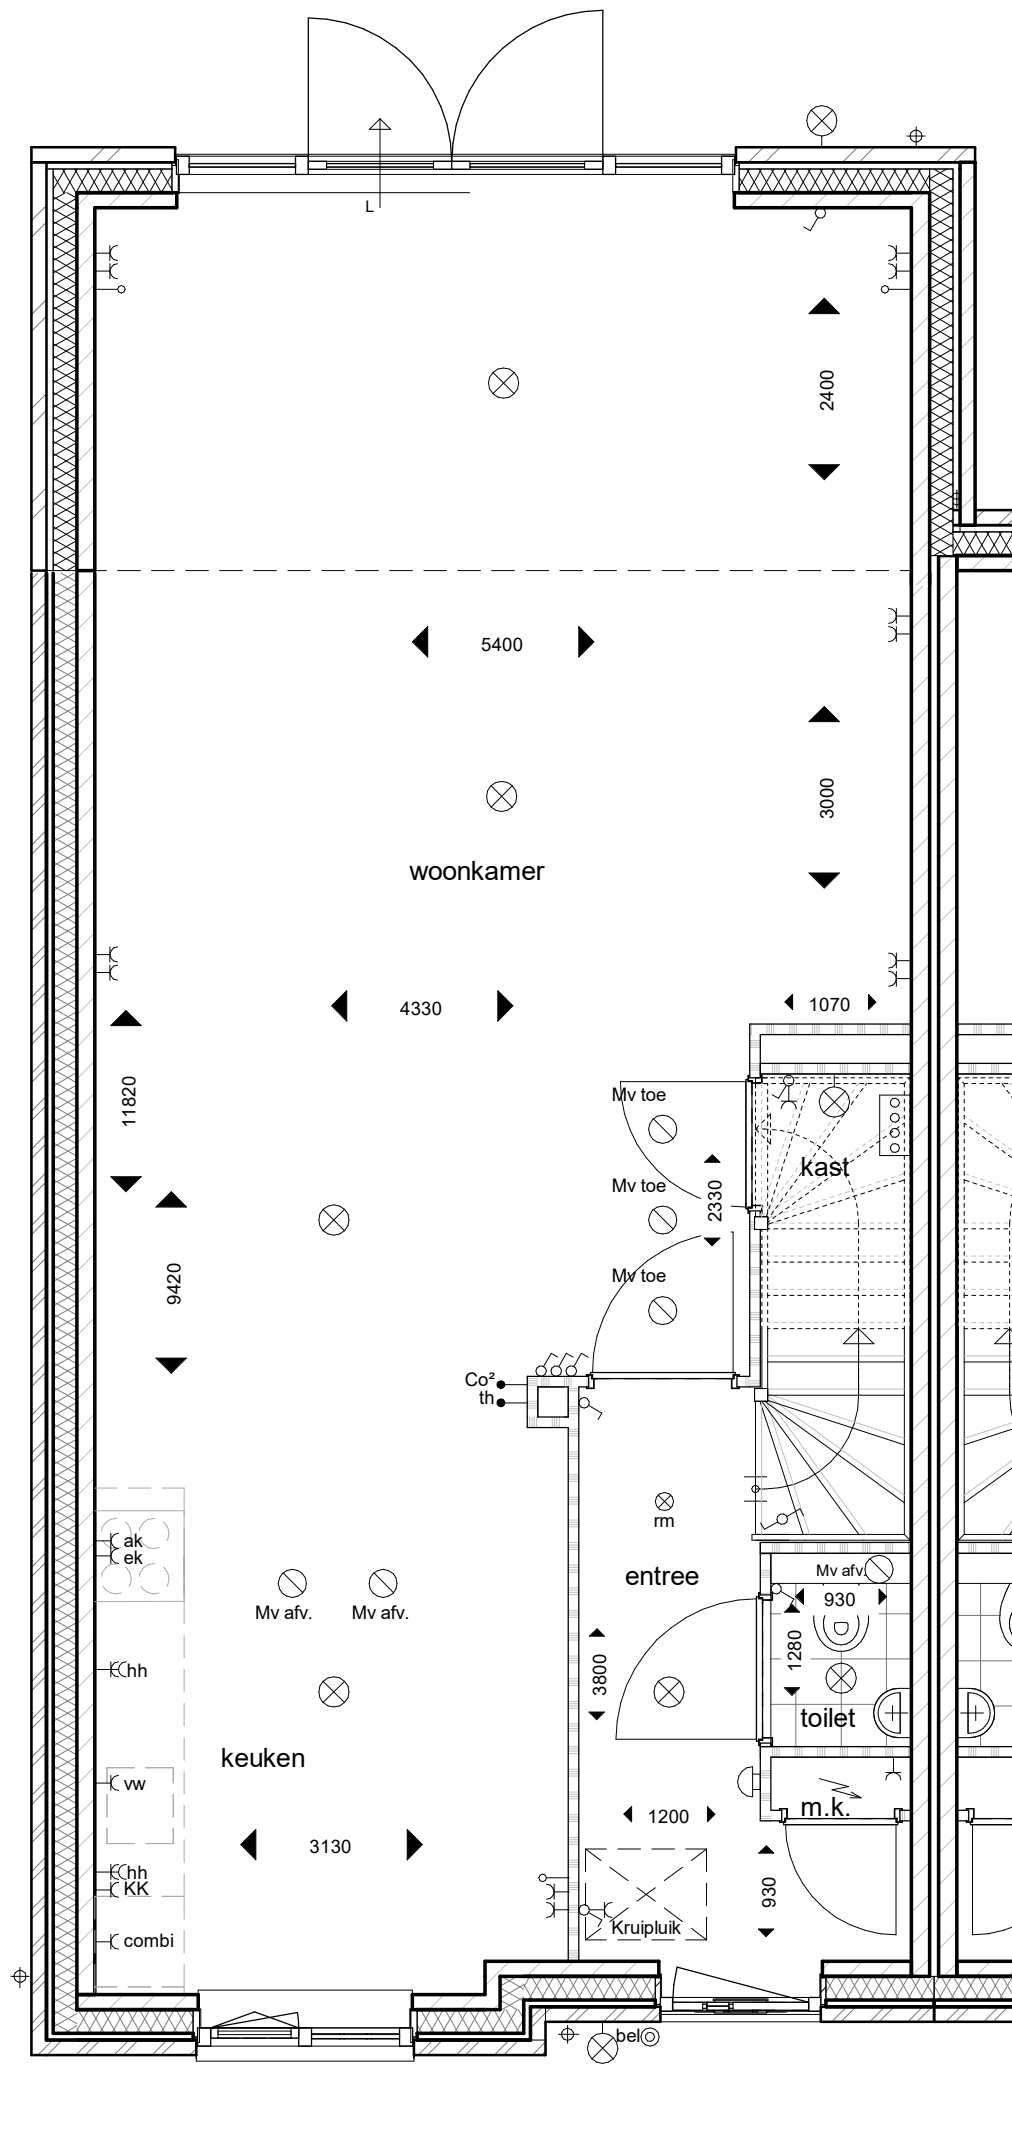 L
2400
5400
3000
woonkamer
4330
1070
Mv toe
11820
kast
Mv toe
2330
9420
Mv toe
Co²
th
rm
ak
ek
entree
Mv afv.
Mv afv.
Mv afv.
930
1280
3800
hh
toilet
keuken
vw
m.k.
1200
3130
hh
KK
930
Kruipluik
combi
bel